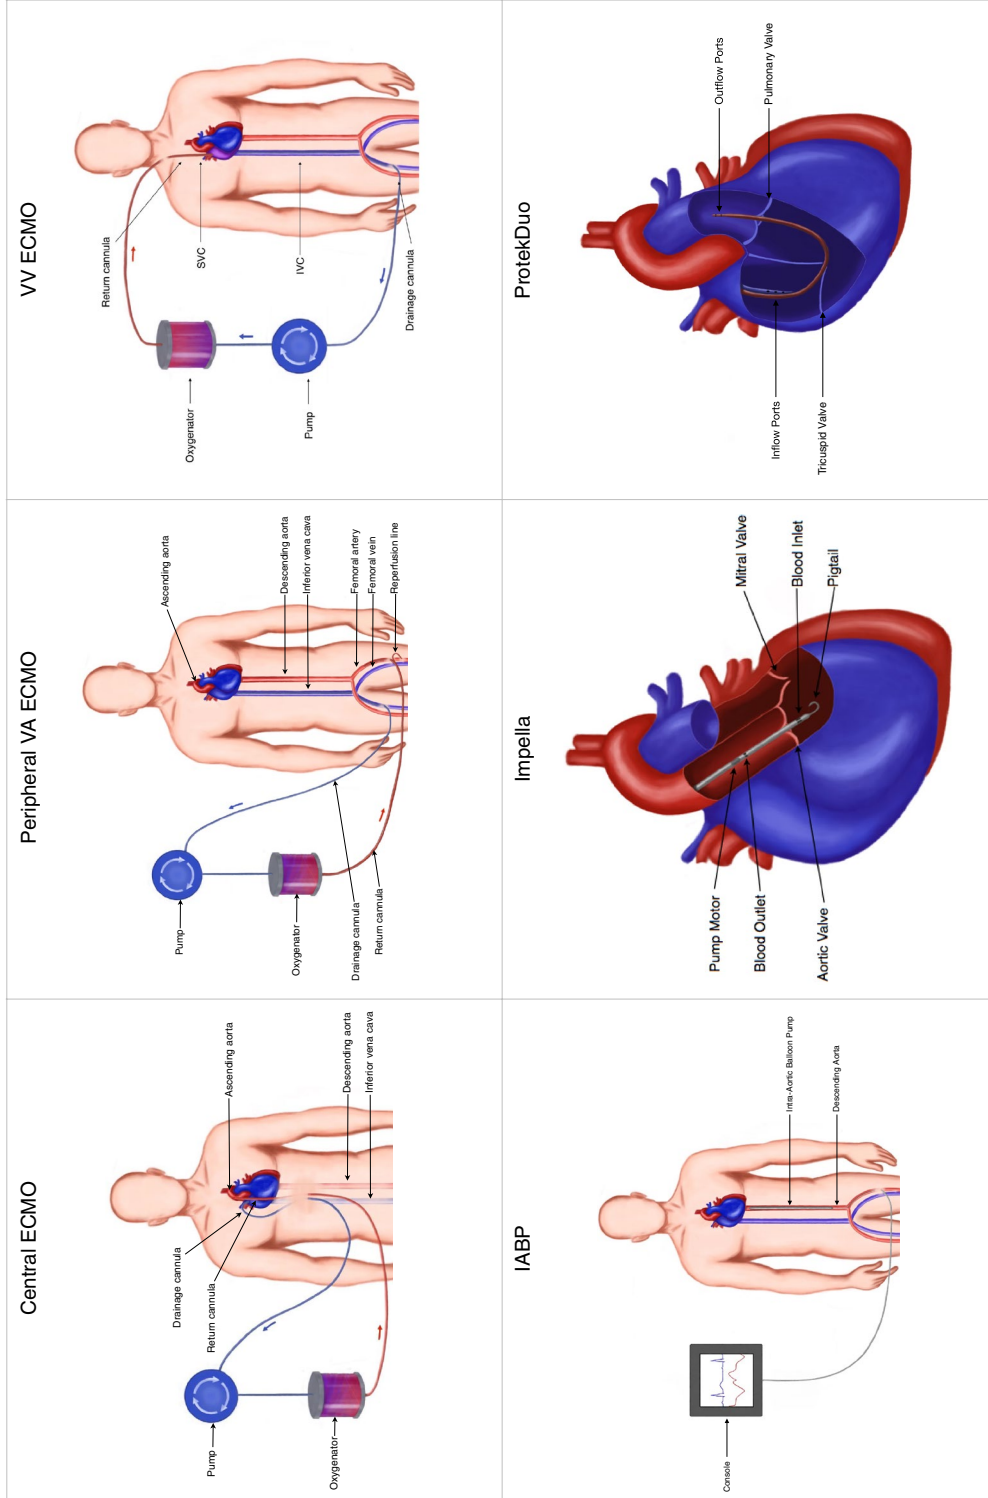 Central ECMO
Ascending aorta
Descending aorta
Inferior vena cava
Drainage cannula
Return cannula
Pump
Oxygenator
Peripheral VA ECMO
Ascending aorta
Descending aorta
Inferior vena cava
Femoral artery
Femoral vein
Reperfusion line
Pump
Oxygenator
Drainage cannula
Return cannula
VV ECMO
Return cannula
SVC
IVC
Drainage cannula
Oxygenator
Pump
IABP
Intra-Aortic Balloon Pump
Descending Aorta
Console
Impella
Mitral Valve
Blood Inlet
Pigtail
Pump Motor
Blood Outlet
Aortic Valve
ProtekDuo
Outflow Ports
Pulmonary Valve
Inflow Ports
Tricuspid Valve